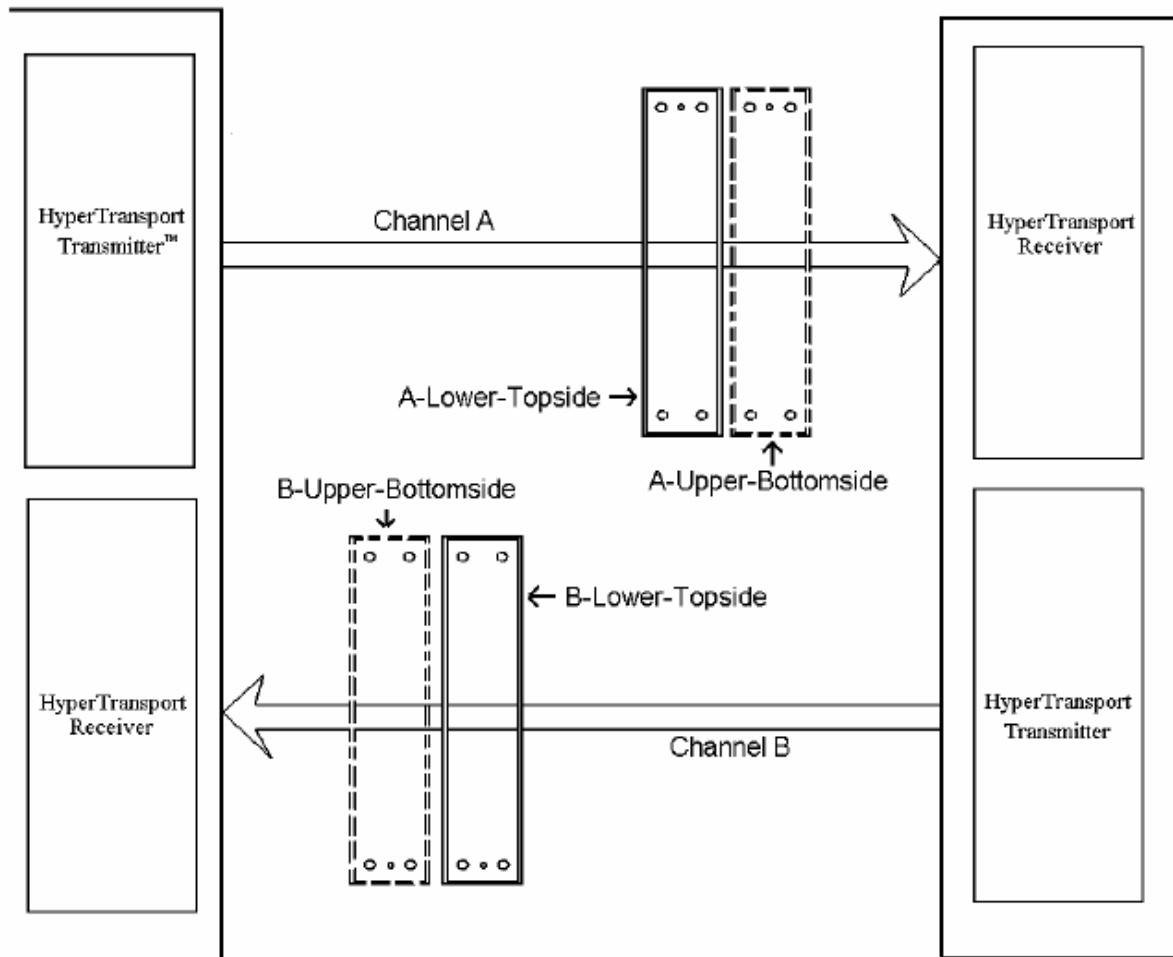 HyperTransport
Transmitter™
Channel A
HyperTransport
Receiver
A-Lower-Topside
A-Upper-Bottomside
B-Upper-Bottomside
B-Lower-Topside
HyperTransport
Receiver
Channel B
HyperTransport
Transmitter